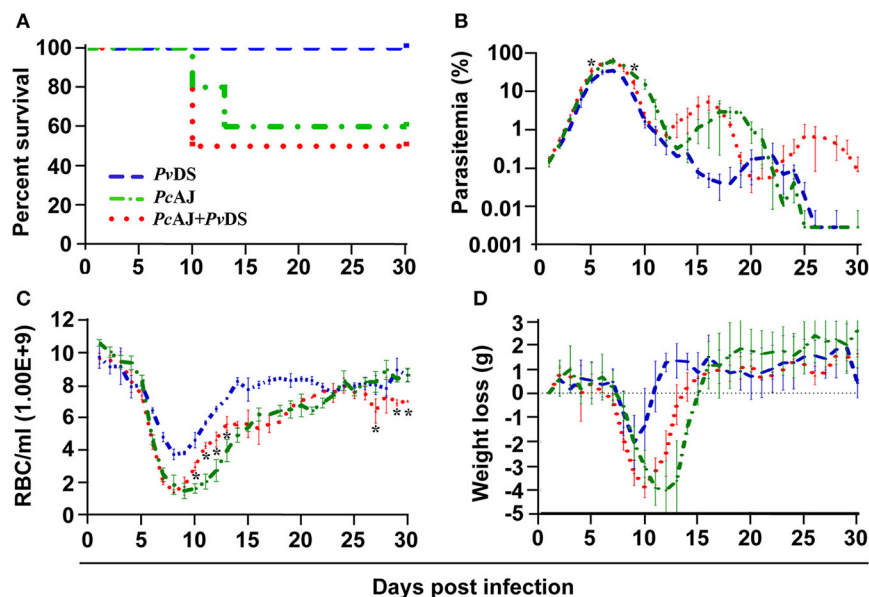 A
Percent survival
100
80
60
40
20
0
PvDS
PcAJ
PcAJ+PvDS
0 5 10 15 20 25 30
B
Parasitemia (%)
100
10
1
0.1
0.01
0.001
* *
0 5 10 15 20 25 30
C
RBC/ml (1.00E+9)
12
10
8
6
4
2
0
* * * *
* **
0 5 10 15 20 25 30
D
Weight loss (g)
3
2
1
0
-1
-2
-3
-4
-5
0 5 10 15 20 25 30
Days post infection